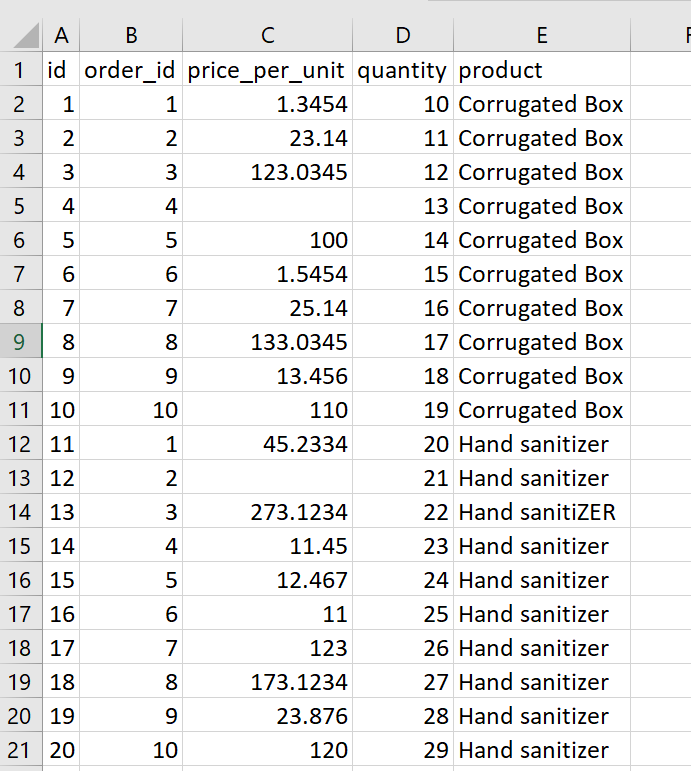 A B C D E F
1 id order_id price_per_unit quantity product
2 1 1 1.3454 10 Corrugated Box
3 2 2 23.14 11 Corrugated Box
4 3 3 123.0345 12 Corrugated Box
5 4 4 13 Corrugated Box
6 5 5 100 14 Corrugated Box
7 6 6 1.5454 15 Corrugated Box
8 7 7 25.14 16 Corrugated Box
9 8 8 133.0345 17 Corrugated Box
10 9 9 13.456 18 Corrugated Box
11 10 10 110 19 Corrugated Box
12 11 1 45.2334 20 Hand sanitizer
13 12 2 21 Hand sanitizer
14 13 3 273.1234 22 Hand sanitiZER
15 14 4 11.45 23 Hand sanitizer
16 15 5 12.467 24 Hand sanitizer
17 16 6 11 25 Hand sanitizer
18 17 7 123 26 Hand sanitizer
19 18 8 173.1234 27 Hand sanitizer
20 19 9 23.876 28 Hand sanitizer
21 20 10 120 29 Hand sanitizer